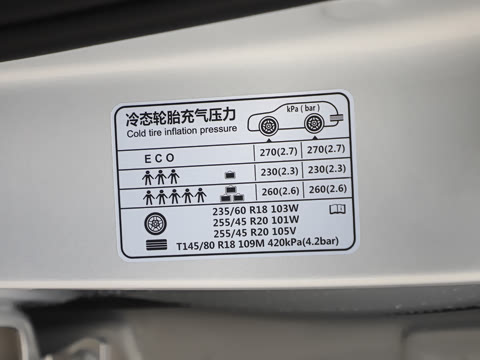 冷态轮胎充气压力
Cold tire inflation pressure
kPa ( bar )
ECO 270(2.7) 270(2.7)
230(2.3) 230(2.3)
260(2.6) 260(2.6)
235/60 R18 103W
255/45 R20 101W
255/45 R20 105V
T145/80 R18 109M 420kPa(4.2bar)